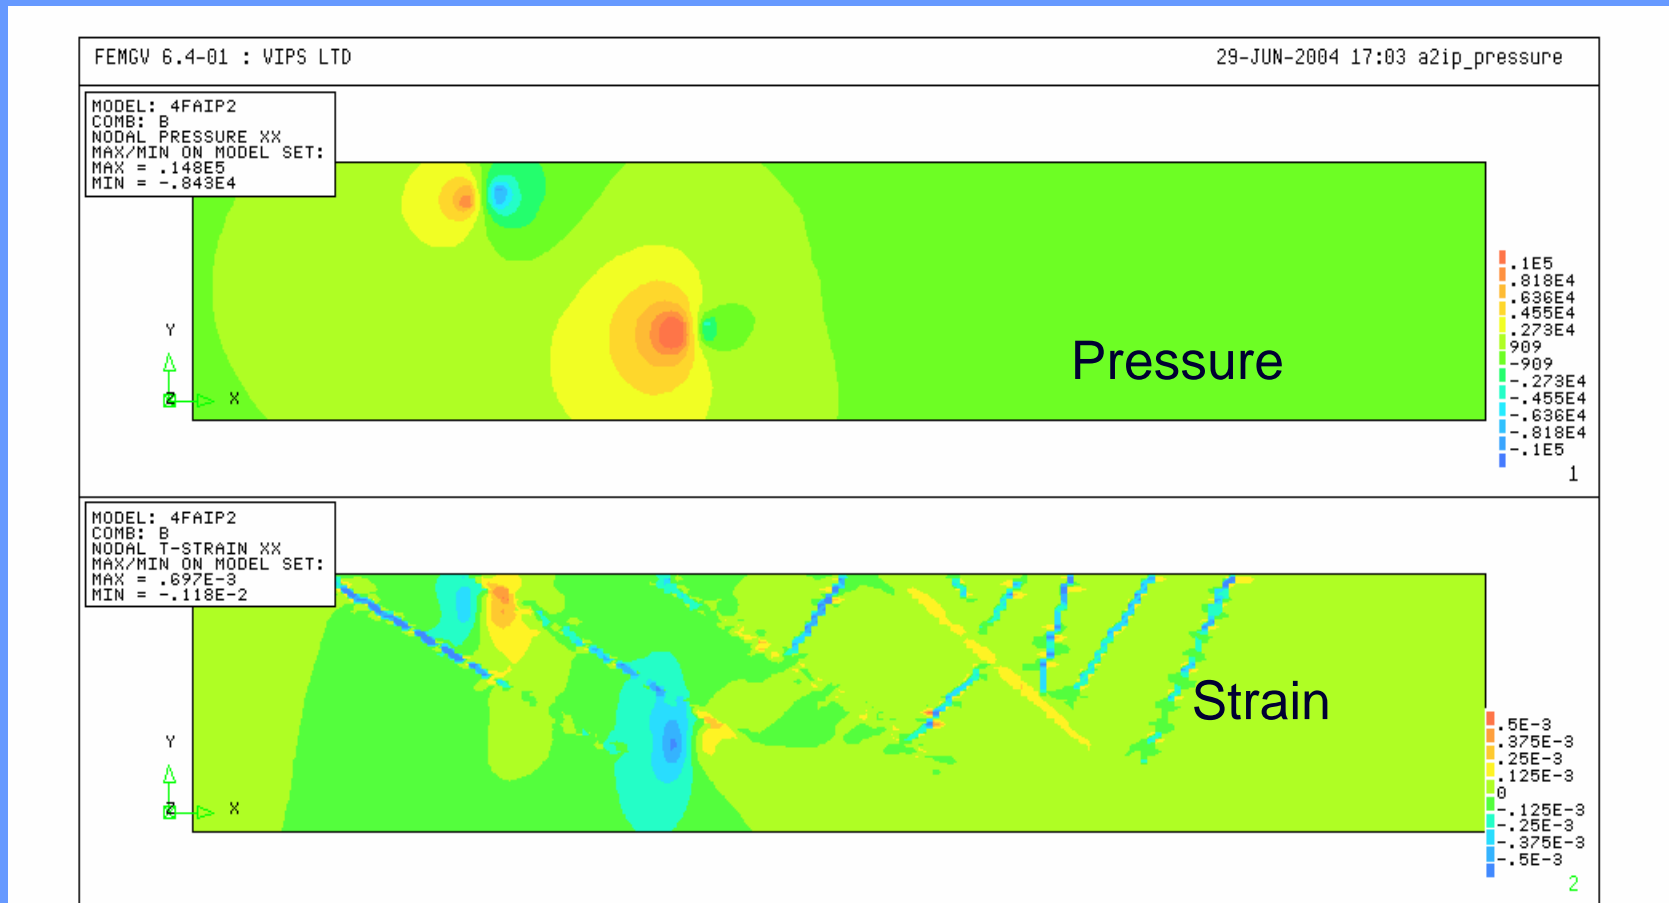 FEMGV 6.4-01 : VIPS LTD
29-JUN-2004 17:03 a2ip_pressure
MODEL: 4FAIP2
COMB: B
NODAL PRESSURE XX
MAX/MIN ON MODEL SET:
MAX = .148E5
MIN = -.843E4
Y
Z
X
Pressure
.1E5
.818E4
.636E4
.455E4
.273E4
909
-909
-.273E4
-.455E4
-.636E4
-.818E4
-.1E5
1
MODEL: 4FAIP2
COMB: B
NODAL T-STRAIN XX
MAX/MIN ON MODEL SET:
MAX = .697E-3
MIN = -.118E-2
Y
Z
X
Strain
.5E-3
.375E-3
.25E-3
.125E-3
0
-.125E-3
-.25E-3
-.375E-3
-.5E-3
2